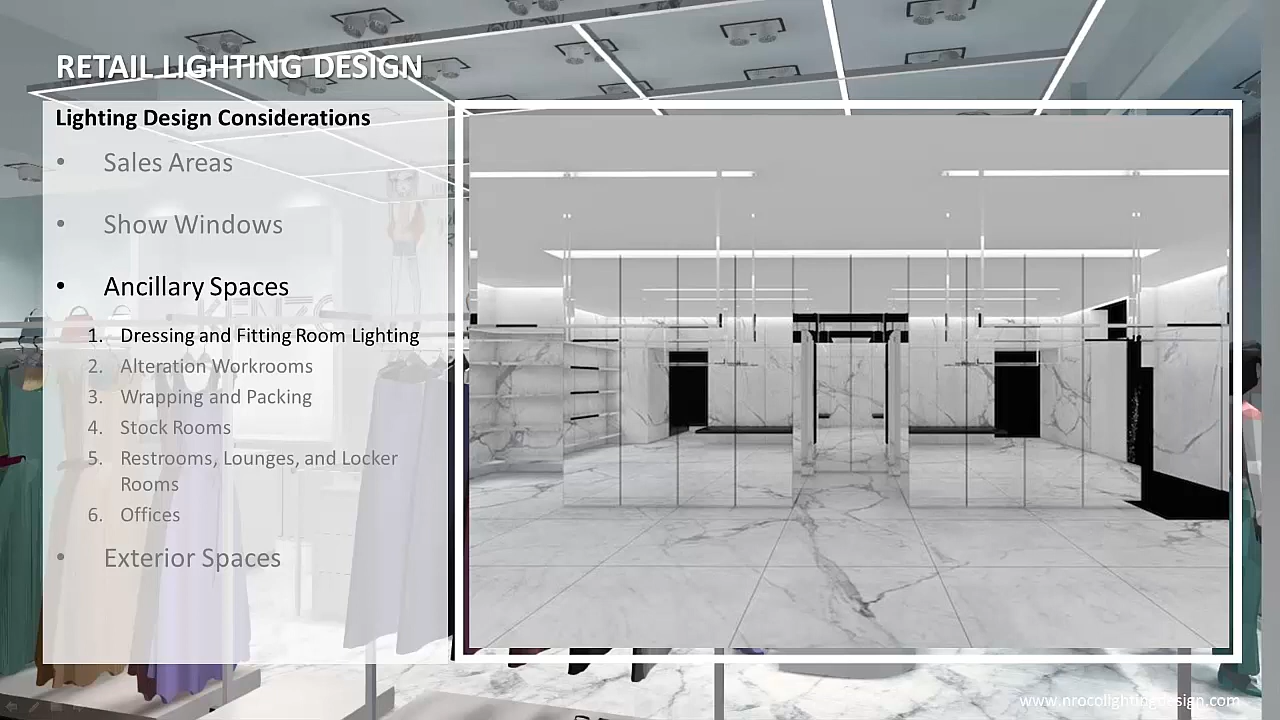 RETAIL LIGHTING DESIGN
Lighting Design Considerations
• Sales Areas
• Show Windows
• Ancillary Spaces
1. Dressing and Fitting Room Lighting
2. Alteration Workrooms
3. Wrapping and Packing
4. Stock Rooms
5. Restrooms, Lounges, and Locker
Rooms
6. Offices
• Exterior Spaces
www.nrocolightingdesign.com